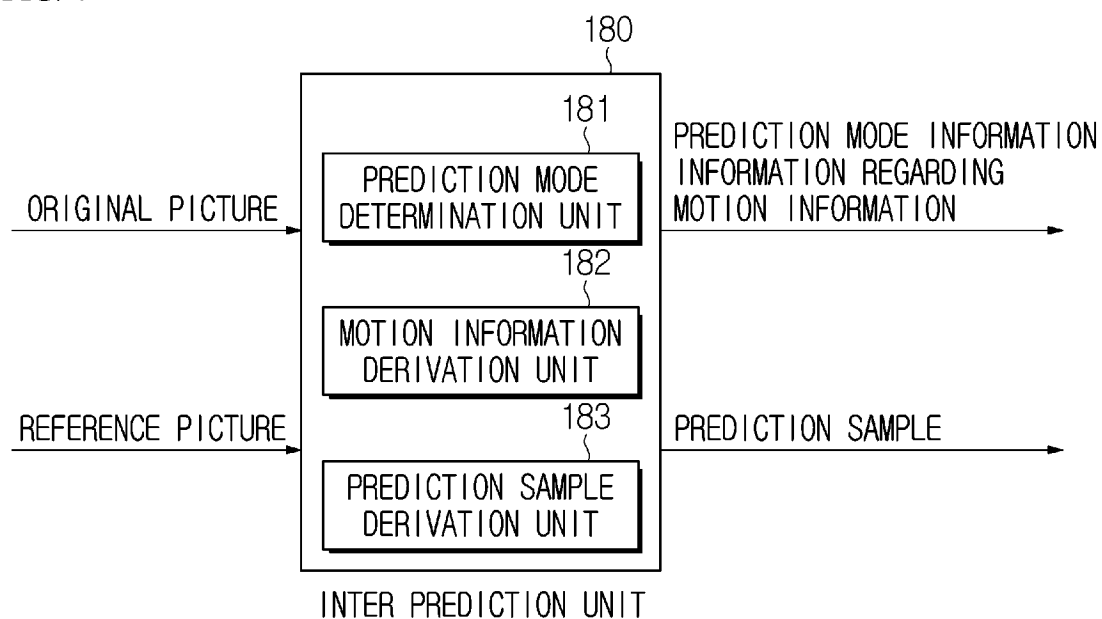 180
181
PREDICTION MODE
DETERMINATION UNIT
ORIGINAL PICTURE
PREDICTION MODE INFORMATION
INFORMATION REGARDING
MOTION INFORMATION
182
MOTION INFORMATION
DERIVATION UNIT
REFERENCE PICTURE
183
PREDICTION SAMPLE
DERIVATION UNIT
PREDICTION SAMPLE
INTER PREDICTION UNIT